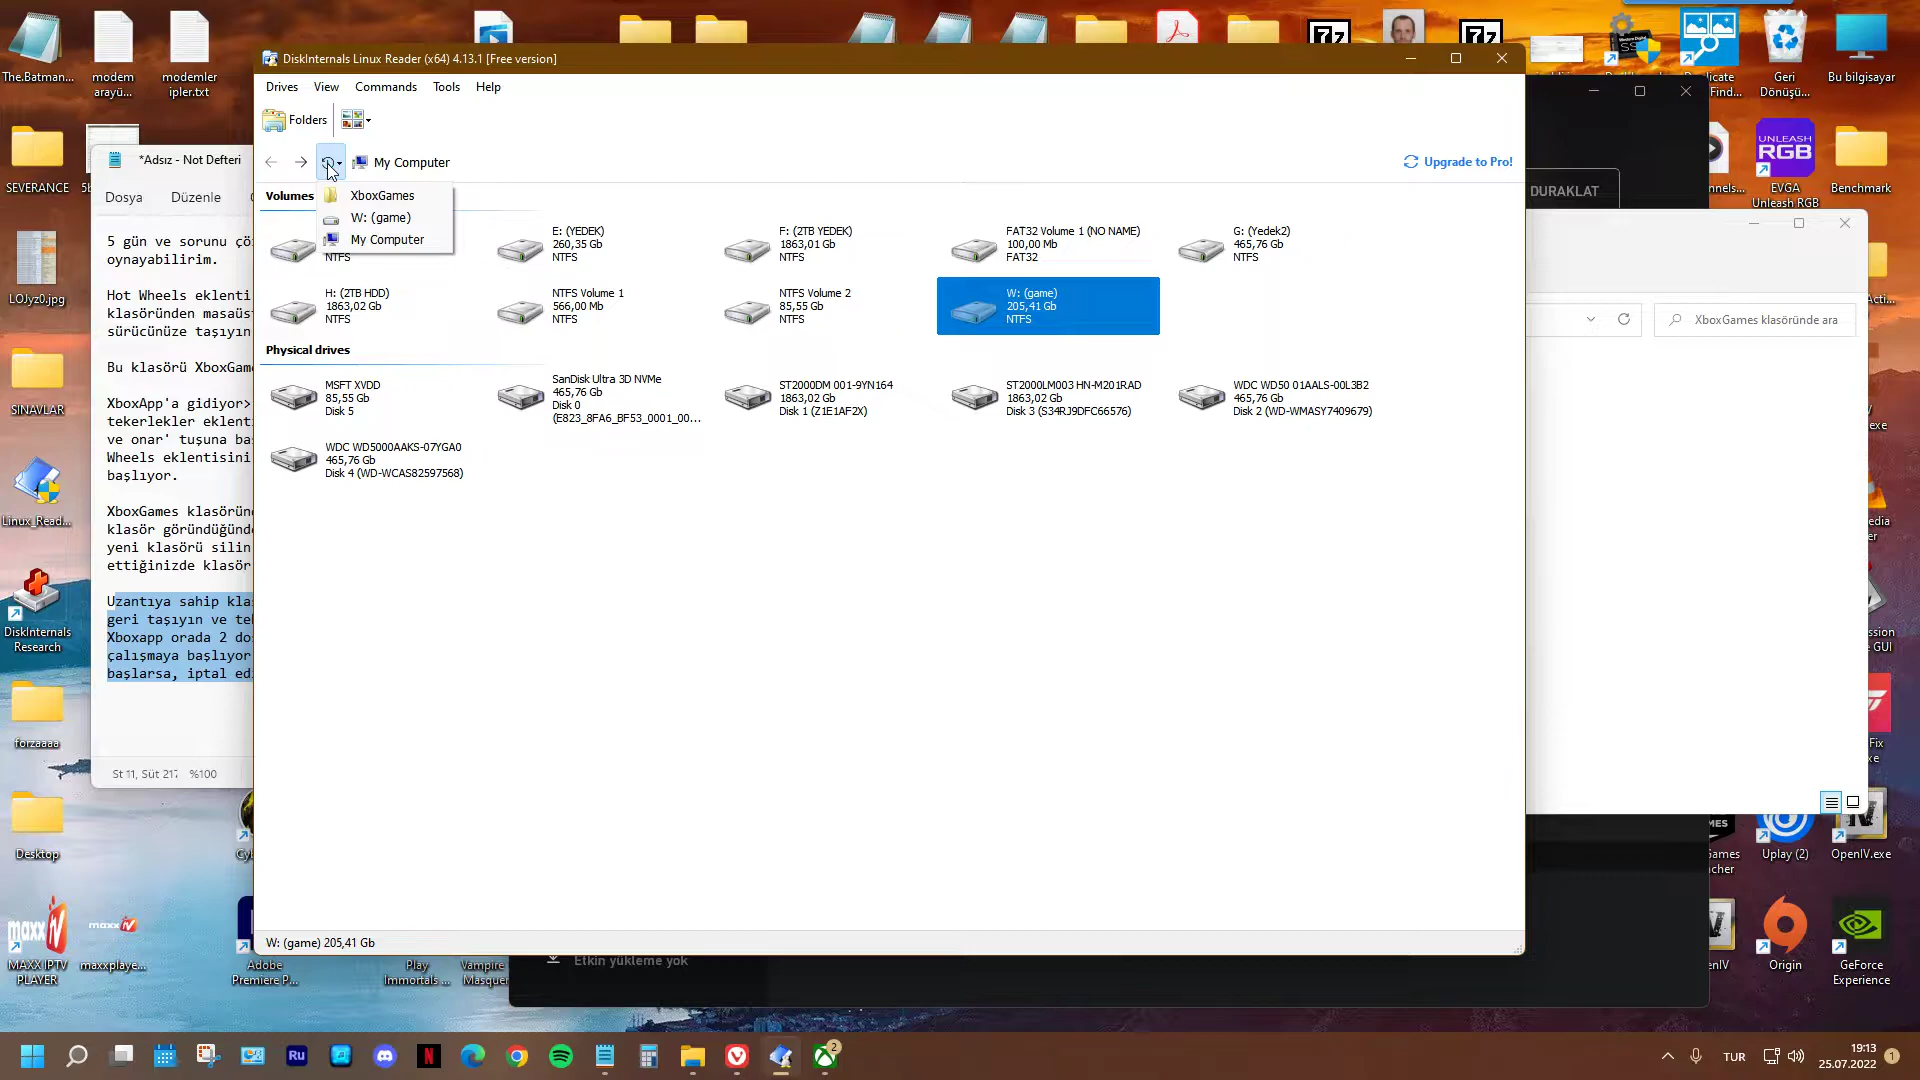 The.Batman...
modem
arayü...
modemler
ipler.txt
Geri
Dönüşü...
Bu bilgisayar
DiskInternals Linux Reader (x64) 4.13.1 [Free version]
Drives View Commands Tools Help
Folders
My Computer
Upgrade to Pro!
XboxGames
W: (game)
My Computer
Volumes
NTFS
E: (YEDEK)
260,35 Gb
NTFS
F: (2TB YEDEK)
1863,01 Gb
NTFS
FAT32 Volume 1 (NO NAME)
100,00 Mb
FAT32
G: (Yedek2)
465,76 Gb
NTFS
H: (2TB HDD)
1863,02 Gb
NTFS
NTFS Volume 1
566,00 Mb
NTFS
NTFS Volume 2
85,55 Gb
NTFS
W: (game)
205,41 Gb
NTFS
Physical drives
MSFT XVDD
85,55 Gb
Disk 5
SanDisk Ultra 3D NVMe
465,76 Gb
Disk 0
(E823_8FA6_BF53_0001_00...
ST2000DM 001-9YN164
1863,02 Gb
Disk 1 (Z1E1AF2X)
ST2000LM003 HN-M201RAD
1863,02 Gb
Disk 3 (S34RJ9DFC66576)
WDC WD50 01AALS-00L3B2
465,76 Gb
Disk 2 (WD-WMASY7409679)
WDC WD5000AAKS-07YGA0
465,76 Gb
Disk 4 (WD-WCAS82597568)
W: (game) 205,41 Gb
*Adsız - Not Defteri
Dosya Düzenle
5 gün ve sorunu çö
oynayabilirim.
Hot Wheels eklenti
klasöründen masaüs
sürücünüze taşıyın
Bu klasörü XboxGam
XboxApp'a gidiyor>
tekerlekler eklent
ve onar' tuşuna ba
Wheels eklentisini
başlıyor.
XboxGames klasörün
klasör göründüğünd
yeni klasörü silin
ettiğinizde klasör
Uzantıya sahip kla
geri taşıyın ve te
Xboxapp orada 2 do
çalışmaya başlıyor
başlarsa, iptal ed
St 11, Süt 217 %100
SEVERANCE
LOJyz0.jpg
SINAVLAR
Linux_Read...
DiskInternals
Research
forzaaaa
Desktop
maxx tv
MAXX IPTV
PLAYER
maxx tv
maxxplaye...
Adobe
Premiere P...
Play
Immortals ...
Vampire
Masque
Etkin yükleme yok
DURAKLAT
XboxGames klasöründe ara
UNLEASH
RGB
EVGA
Unleash RGB
Benchmark
Uplay (2)
OpenIV.exe
Origin
GeForce
Experience
Ru
N
2
TUR
19:13
25.07.2022
1